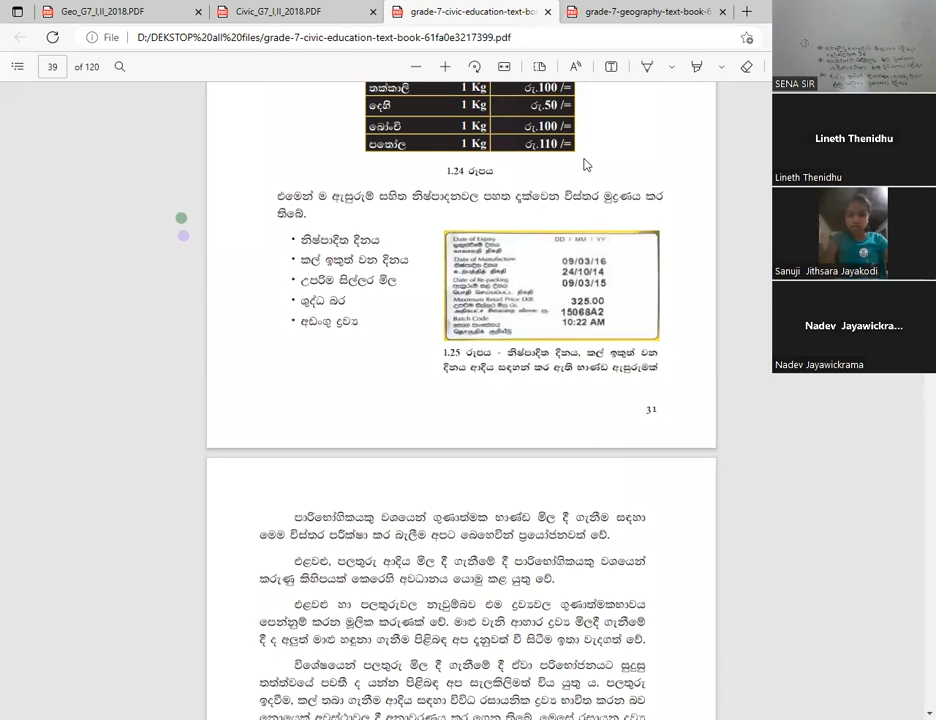 Geo_G7_I,II_2018.PDF
Civic_G7_I,II_2018.PDF
grade-7-civic-education-text-bo
grade-7-geography-text-book-6
File
D:/DEKSTOP%20all%20files/grade-7-civic-education-text-book-61fa0e3217399.pdf
39 of 120
තක්කාලි 1 Kg රු.100 /=
දෙහි 1 Kg රු.50 /=
බෝංචි 1 Kg රු.100 /=
පතෝල 1 Kg රු.110 /=
1.24 රූපය
එමෙන් ම ඇසුරුම් සහිත නිෂ්පාදනවල පහත දැක්වෙන විස්තර මුද්‍රණය කර
තිබේ.
• නිෂ්පාදිත දිනය
• කල් ඉකුත් වන දිනය
• උපරිම සිල්ලර මිල
• ශුද්ධ බර
• අඩංගු ද්‍රව්‍ය
Date of Expiry DD / MM / YY
Date of Manufacture 09/03/16
24/10/14
Date of Re-packing 09/03/15
Maximum Retail Price 325.00
15068A2
Batch Code 10:22 AM
1.25 රූපය - නිෂ්පාදිත දිනය, කල් ඉකුත් වන
දිනය ආදිය සඳහන් කර ඇති භාණ්ඩ ඇසුරුමක්
31
පාරිභෝගිකයකු වශයෙන් ගුණාත්මක භාණ්ඩ මිල දී ගැනීම සඳහා
මෙම විස්තර පරීක්ෂා කර බැලීම අපට බෙහෙවින් ප්‍රයෝජනවත් වේ.
එළවළු, පලතුරු ආදිය මිල දී ගැනීමේ දී පාරිභෝගිකයකු වශයෙන්
කරුණු කිහිපයක් කෙරෙහි අවධානය යොමු කළ යුතු වේ.
එළවළු හා පලතුරුවල නැවුම්බව එම ද්‍රව්‍යවල ගුණාත්මකභාවය
පෙන්නුම් කරන මූලික කරුණක් වේ. මාළු වැනි ආහාර ද්‍රව්‍ය මිලදී ගැනීමේ
දී ද අලුත් මාළු හඳුනා ගැනීම පිළිබඳ අප දැනුවත් වී සිටීම ඉතා වැදගත් වේ.
විශේෂයෙන් පලතුරු මිල දී ගැනීමේ දී ඒවා පරිභෝජනයට සුදුසු
තත්ත්වයේ පවතී ද යන්න පිළිබඳ අප සැලකිලිමත් විය යුතු ය. පලතුරු
ඉදවීම, කල් තබා ගැනීම ආදිය සඳහා විවිධ රසායනික ද්‍රව්‍ය භාවිත කරන බව
නොයෙක් අවස්ථාවල දී අනාවරණය කර ගෙන තිබේ. මෙසේ රසායන ද්‍රව්‍ය
SENA SIR
Lineth Thenidhu
Lineth Thenidhu
Sanuji Jithsara Jayakodi
Nadev Jayawickra...
Nadev Jayawickrama